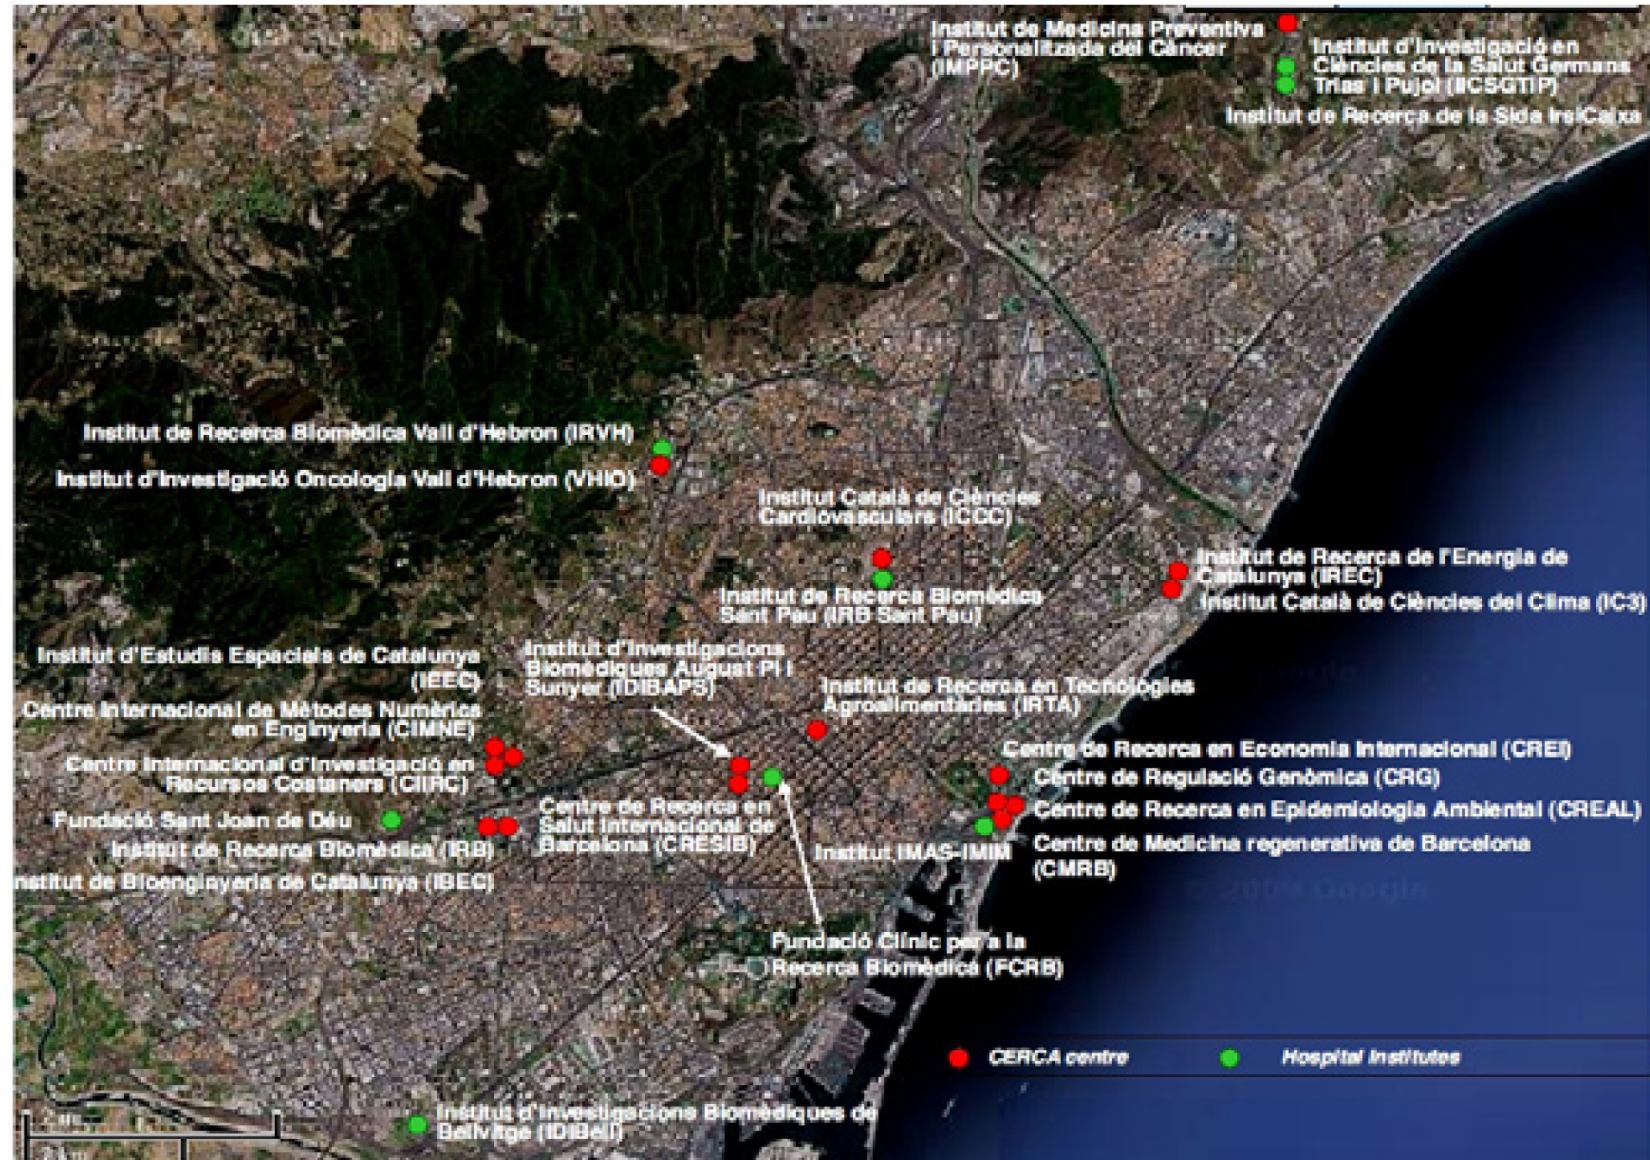 Institut de Medicina Preventiva
i Personalitzada del Càncer
(IMPPC)
Institut d'Investigació en
Ciències de la Salut Germans
Trias i Pujol (IICSGTiP)
Institut de Recerca de la Sida IrsiCaixa
Institut de Recerca Biomèdica Vall d'Hebron (IRVH)
Institut d'Investigació Oncologia Vall d'Hebron (VHIO)
Institut Català de Ciències
Cardiovasculars (ICCC)
Institut de Recerca Biomèdica
Sant Pau (IRB Sant Pau)
Institut de Recerca de l'Energia de
Catalunya (IREC)
Institut Català de Ciències del Clima (IC3)
Institut d'Estudis Espacials de Catalunya
(IEEC)
Institut d'Investigacions
Biomèdiques August Pi i
Sunyer (IDIBAPS)
Institut de Recerca en Tecnologies
Agroalimentàries (IRTA)
Centre Internacional de Mètodes Numèrics
en Enginyeria (CIMNE)
Centre Internacional d'Investigació en
Recursos Costaners (CIIRC)
Centre de Recerca en Economia Internacional (CREI)
Centre de Regulació Genòmica (CRG)
Centre de Recerca en Epidemiologia Ambiental (CREAL)
Centre de Medicina regenerativa de Barcelona
(CMRB)
Fundació Sant Joan de Déu
Centre de Recerca en
Salut Internacional de
Barcelona (CRESIB)
Institut IMAS-IMIM
Institut de Recerca Biomèdica (IRB)
nstitut de Bioenginyeria de Catalunya (IBEC)
© 2009 Google
Fundació Clínic per a la
Recerca Biomèdica (FCRB)
CERCA centre
Hospital Institutes
Institut d'Investigacions Biomèdiques de
Bellvitge (IDIBell)
2 mi
2 km